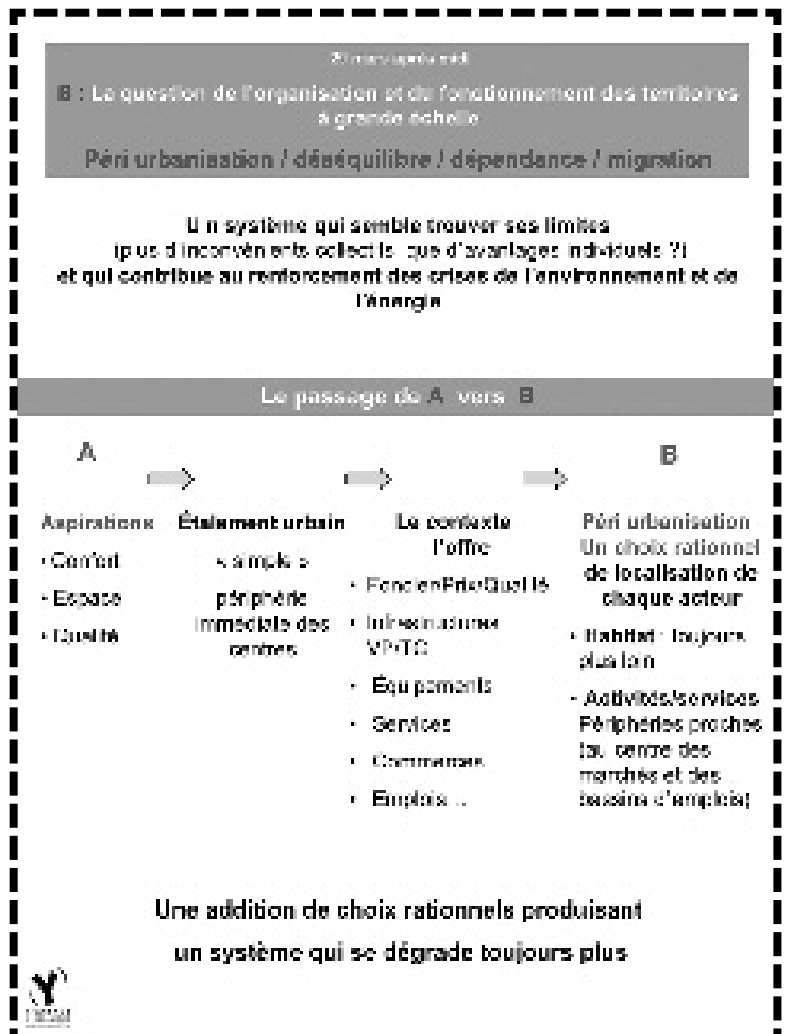 mars après midi
B : La question de l'organisation et du fonctionnement des territoires
à grande échelle
Péri urbanisation / déséquilibre / dépendance / migration
Un système qui semble trouver ses limites
(plus d'inconvénients collectifs que d'avantages individuels ?)
et qui contribue au renforcement des crises de l'environnement et de
l'énergie
Le passage de A vers B
A
Aspirations
• Confort
• Espace
• Qualité
Étalement urbain
« simple »
périphérie
immédiate des
centres
Le contexte
l'offre
• Foncier/Prix/Qualité
• Infrastructures
VP/TC
• Équipements
• Services
• Commerces
• Emplois…
B
Péri urbanisation
Un choix rationnel
de localisation de
chaque acteur
• Habitat : toujours
plus loin
• Activités/services
Périphéries proches
(au centre des
marchés et des
bassins d'emplois)
Une addition de choix rationnels produisant
un système qui se dégrade toujours plus